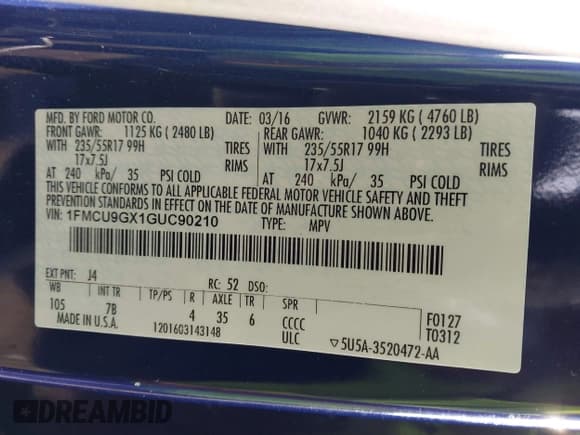 MFD. BY FORD MOTOR CO. DATE: 03/16 GVWR: 2159 KG ( 4760 LB)
FRONT GAWR: 1125 KG ( 2480 LB) REAR GAWR: 1040 KG ( 2293 LB)
WITH 235/55R17 99H TIRES WITH 235/55R17 99H TIRES
17x7.5J RIMS 17x7.5J RIMS
AT 240 kPa/ 35 PSI COLD AT 240 kPa/ 35 PSI COLD
THIS VEHICLE CONFORMS TO ALL APPLICABLE FEDERAL MOTOR VEHICLE SAFETY AND THEFT
PREVENTION STANDARDS IN EFFECT ON THE DATE OF MANUFACTURE SHOWN ABOVE.
VIN: 1FMCU9GX1GUC90210 TYPE: MPV
EXT PNT: J4 RC: 52 DSO:
WB INT TR TP/PS R AXLE TR SPR
105 7B 4 35 6 CCCC F0127
MADE IN U.S.A. 1201603143148 ULC ▽5U5A-3520472-AA T0312
DREAMBID